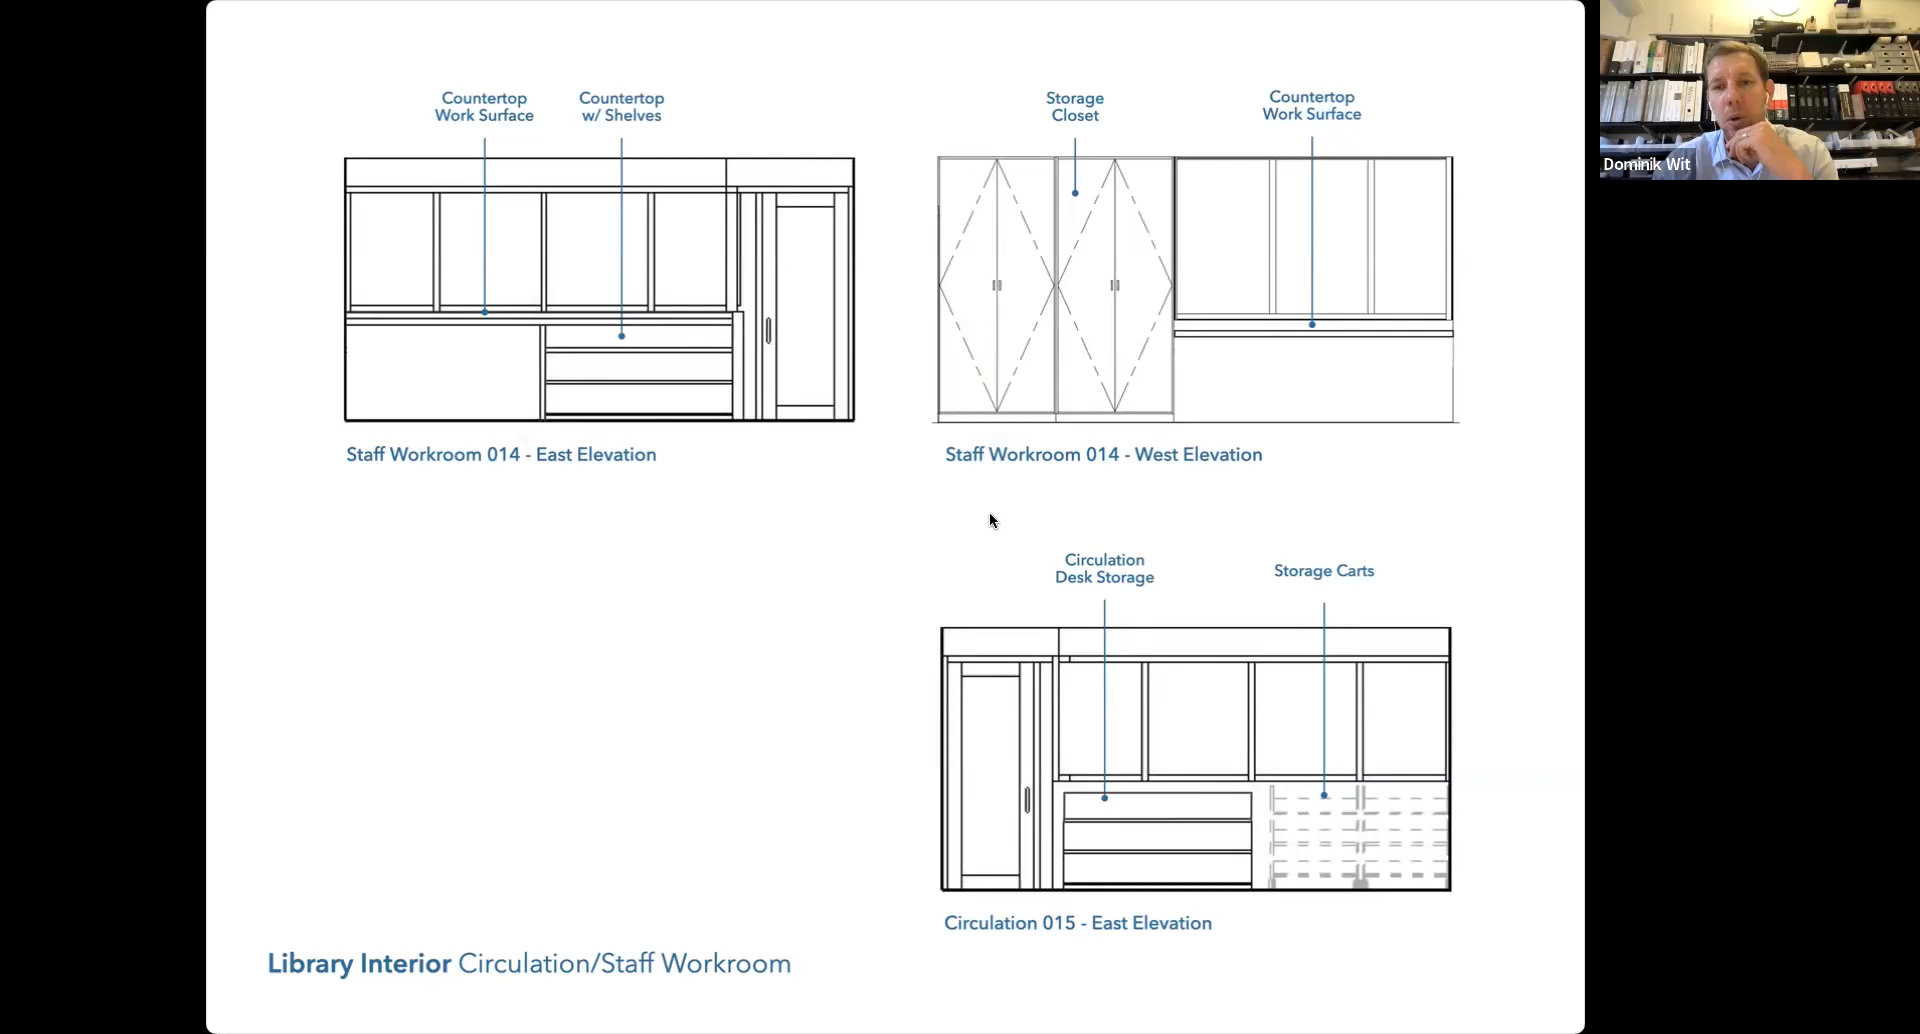 Countertop
Work Surface
Countertop
w/ Shelves
Storage
Closet
Countertop
Work Surface
Dominik Wit
Staff Workroom 014 - East Elevation
Staff Workroom 014 - West Elevation
Circulation
Desk Storage
Storage Carts
Circulation 015 - East Elevation
Library Interior Circulation/Staff Workroom